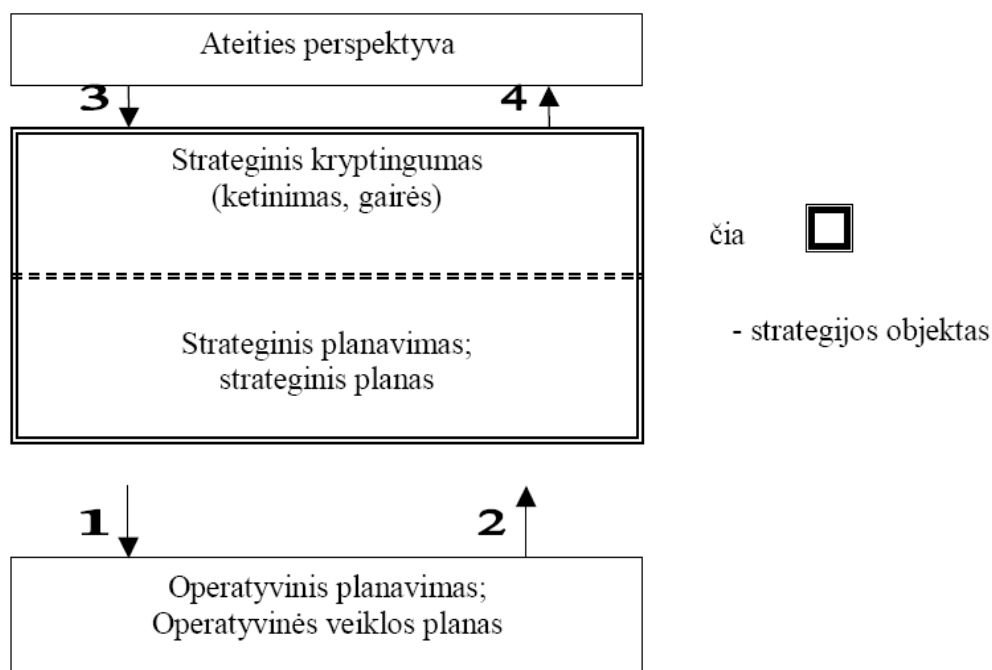 Ateities perspektyva
3
4
Strateginis kryptingumas
(ketinimas, gairės)
čia
- strategijos objektas
Strateginis planavimas;
strateginis planas
1
2
Operatyvinis planavimas;
Operatyvinės veiklos planas